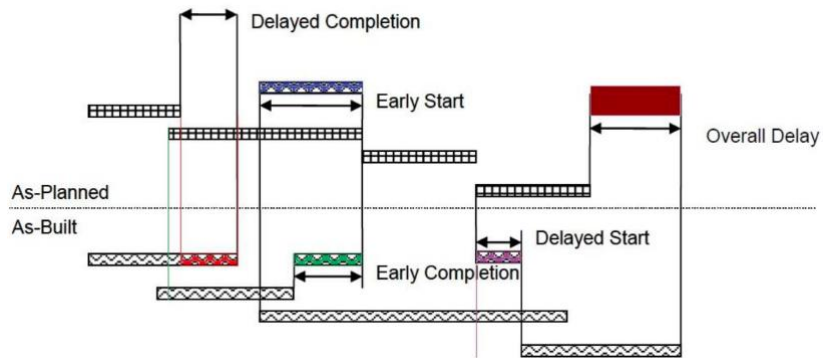 Delayed Completion
Early Start
Overall Delay
As-Planned
As-Built
Delayed Start
Early Completion